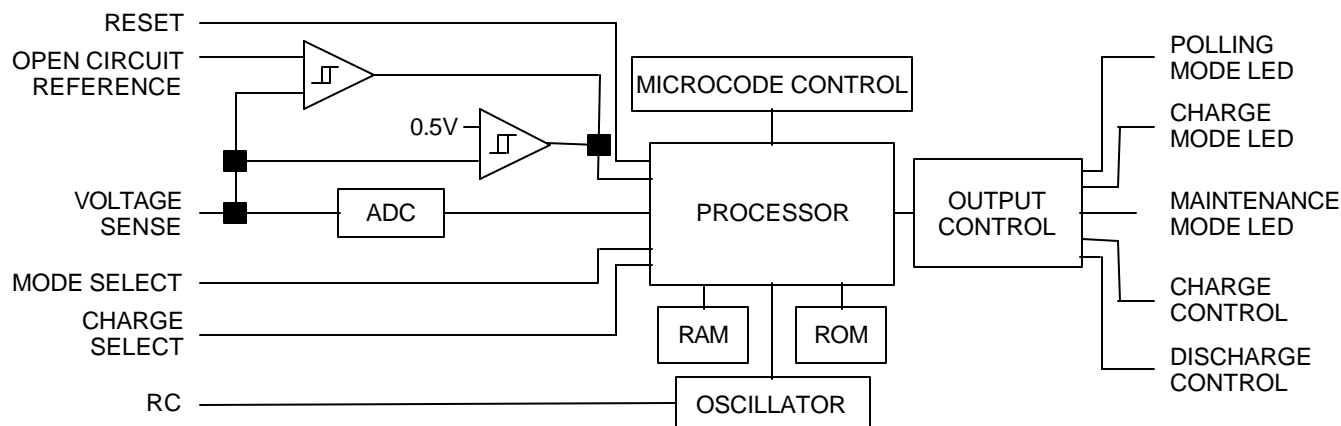 RESET
OPEN CIRCUIT
REFERENCE
VOLTAGE
SENSE
MODE SELECT
CHARGE
SELECT
RC
0.5V
ADC
MICROCODE CONTROL
PROCESSOR
RAM
ROM
OSCILLATOR
OUTPUT
CONTROL
POLLING
MODE LED
CHARGE
MODE LED
MAINTENANCE
MODE LED
CHARGE
CONTROL
DISCHARGE
CONTROL